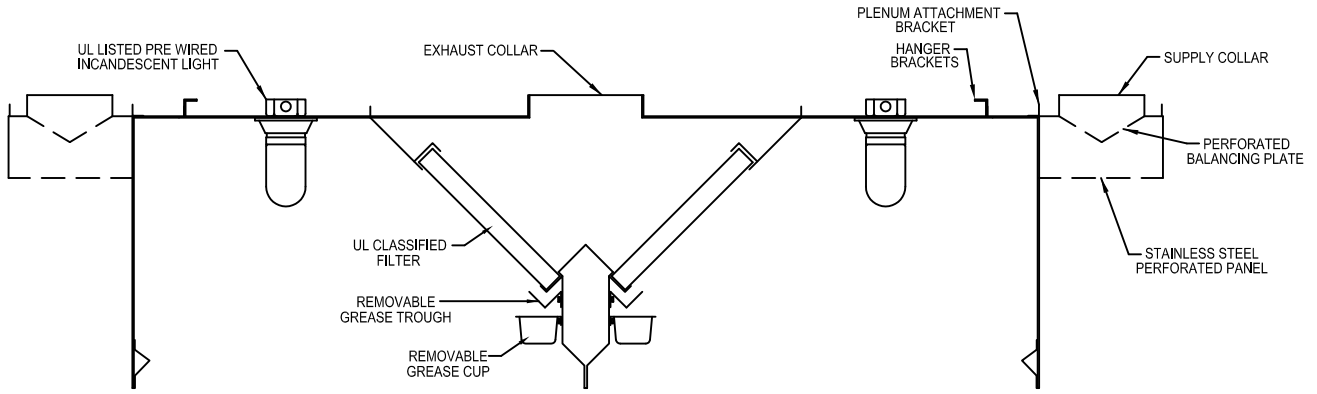 UL LISTED PRE WIRED
INCANDESCENT LIGHT
EXHAUST COLLAR
PLENUM ATTACHMENT
BRACKET
HANGER
BRACKETS
SUPPLY COLLAR
PERFORATED
BALANCING PLATE
UL CLASSIFIED
FILTER
STAINLESS STEEL
PERFORATED PANEL
REMOVABLE
GREASE TROUGH
REMOVABLE
GREASE CUP